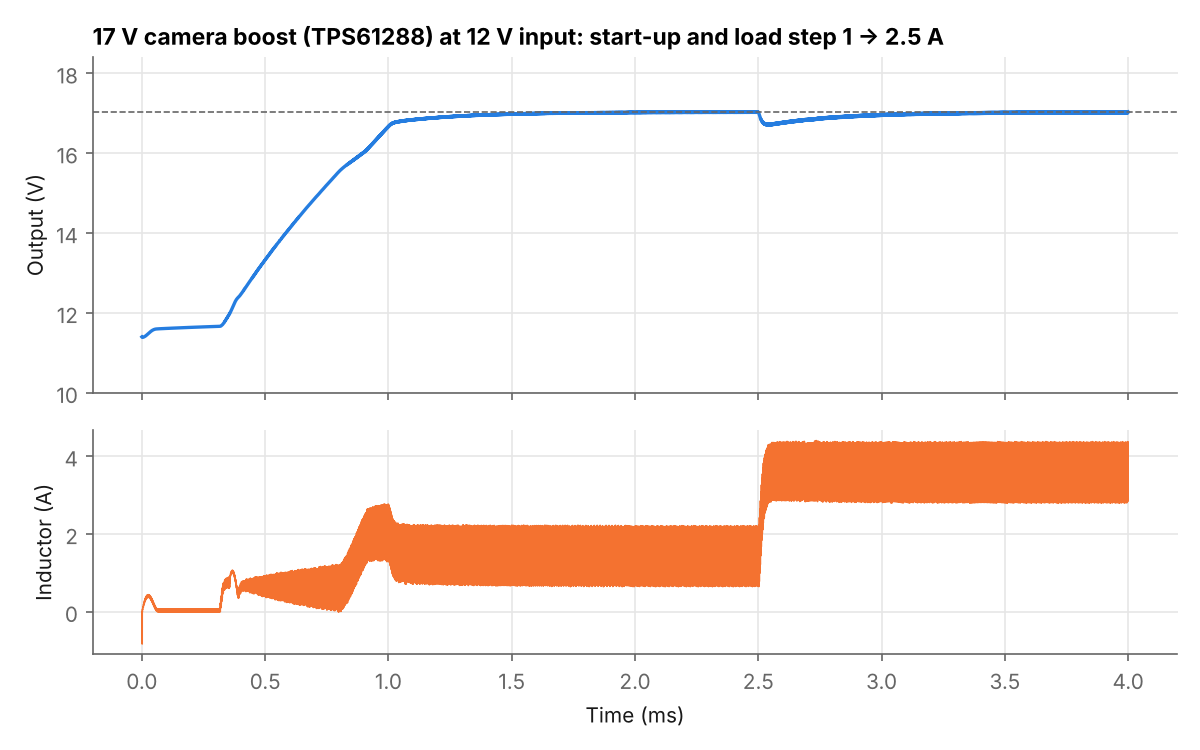 17 V camera boost (TPS61288) at 12 V input: start-up and load step 1 → 2.5 A
18
16
14
12
10
Output (V)
4
2
0
Inductor (A)
0.0 0.5 1.0 1.5 2.0 2.5 3.0 3.5 4.0
Time (ms)